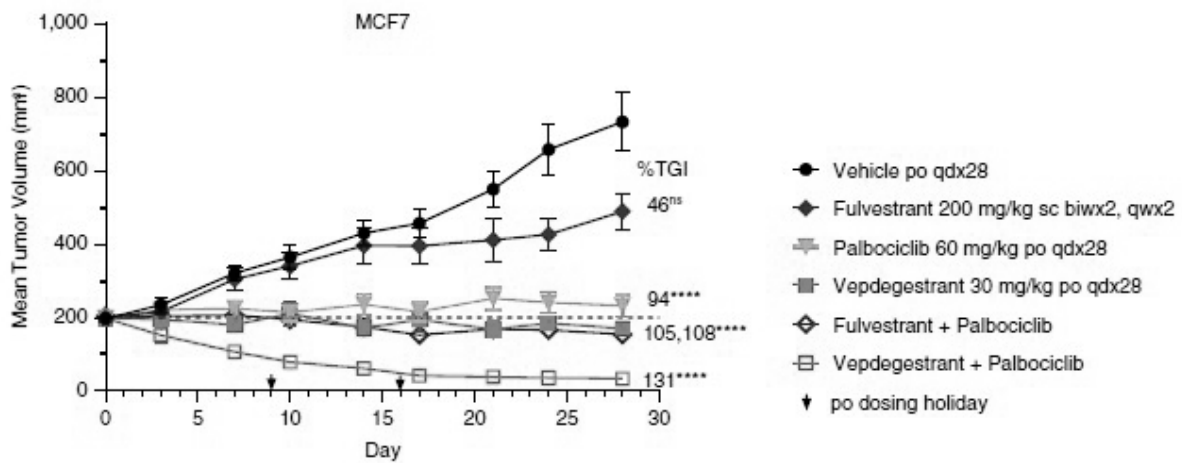 MCF7
1,000
800
600
400
200
0
Mean Tumor Volume (mm³)
0 5 10 15 20 25 30
Day
%TGI
46ns
94****
105,108****
131****
Vehicle po qdx28
Fulvestrant 200 mg/kg sc biwx2, qwx2
Palbociclib 60 mg/kg po qdx28
Vepdegestrant 30 mg/kg po qdx28
Fulvestrant + Palbociclib
Vepdegestrant + Palbociclib
po dosing holiday